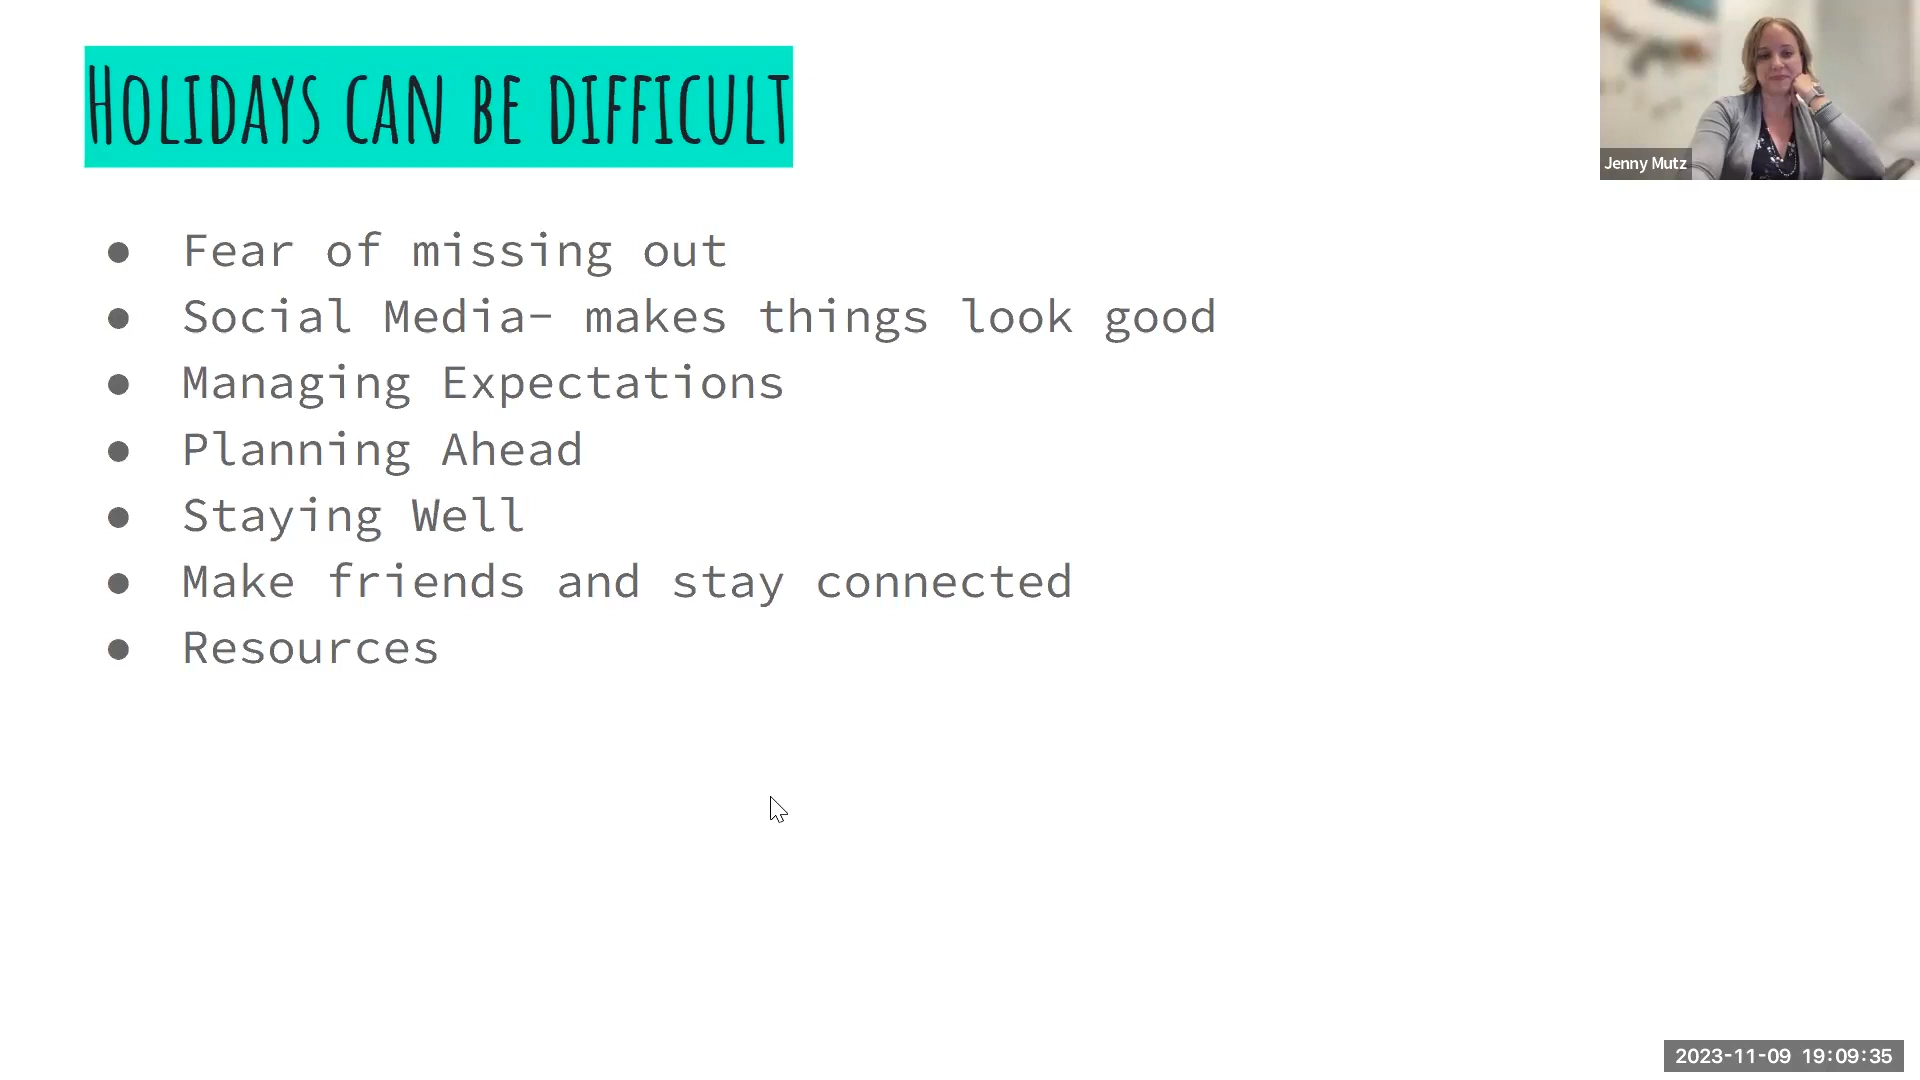 Holidays can be difficult
Jenny Mutz
● Fear of missing out
● Social Media- makes things look good
● Managing Expectations
● Planning Ahead
● Staying Well
● Make friends and stay connected
● Resources
2023-11-09 19:09:35